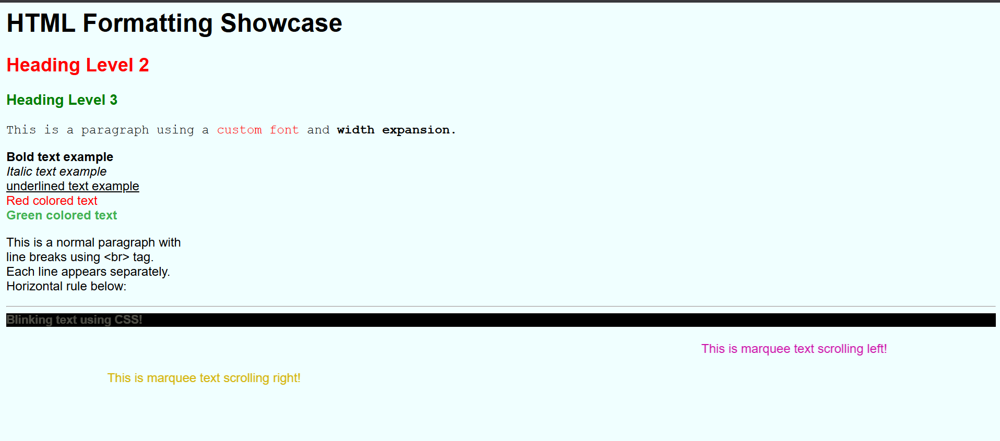 HTML Formatting Showcase
Heading Level 2
Heading Level 3
This is a paragraph using a custom font and width expansion.
Bold text example
Italic text example
underlined text example
Red colored text
Green colored text
This is a normal paragraph with
line breaks using <br> tag.
Each line appears separately.
Horizontal rule below:
Blinking text using CSS!
This is marquee text scrolling left!
This is marquee text scrolling right!